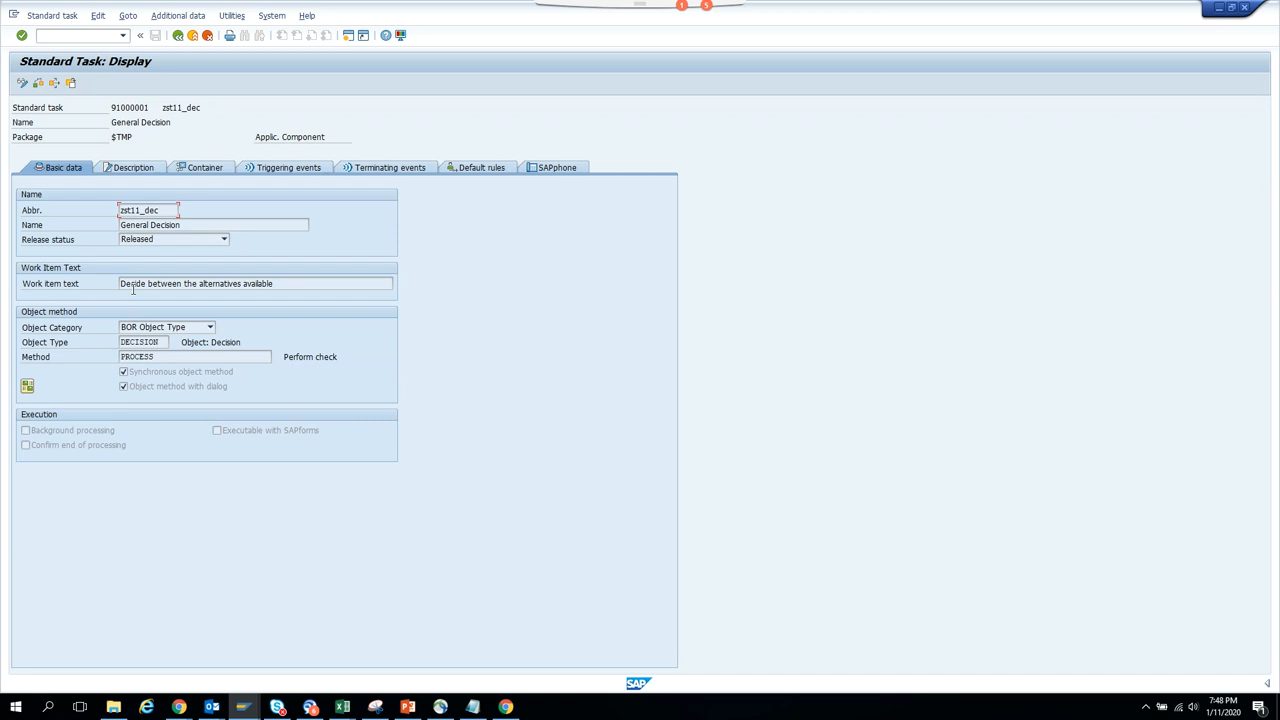 1 5
Standard task Edit Goto Additional data Utilities System Help
Standard Task: Display
Standard task 91000001 zst11_dec
Name General Decision
Package $TMP Applic. Component
Basic data Description Container Triggering events Terminating events Default rules SAPphone
Name
Abbr. zst11_dec
Name General Decision
Release status Released
Work Item Text
Work item text Decide between the alternatives available
Object method
Object Category BOR Object Type
Object Type DECISION Object: Decision
Method PROCESS Perform check
Synchronous object method
Object method with dialog
Execution
Background processing Executable with SAPforms
Confirm end of processing
SAP
7:48 PM
1/11/2020